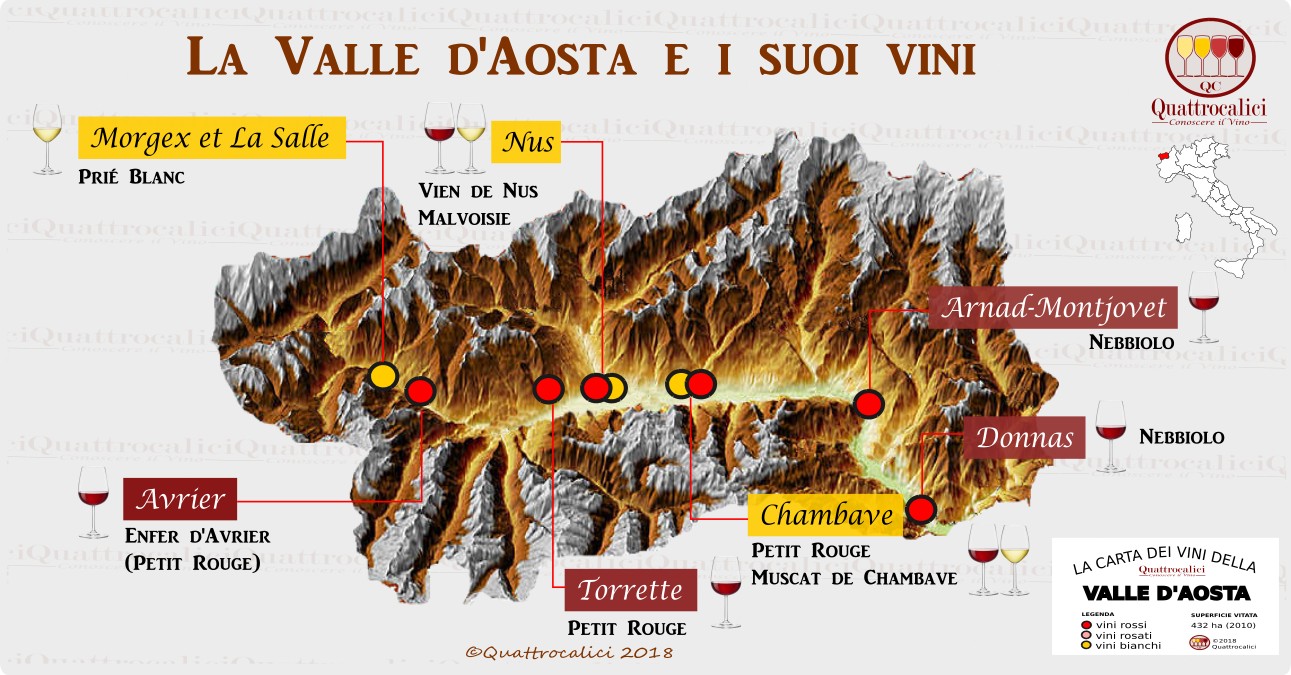 La Valle d'Aosta e i suoi vini
QC
Quattrocalici
Conoscere il Vino
Morgex et La Salle
Prié Blanc
Nus
Vien de Nus
Malvoisie
Arnad-Montjovet
Nebbiolo
Donnas
Nebbiolo
Avrier
Enfer d'Avrier
(Petit Rouge)
Chambave
Petit Rouge
Muscat de Chambave
Torrette
Petit Rouge
©Quattrocalici 2018
LA CARTA DEI VINI DELLA
Quattrocalici
Conoscere il Vino
VALLE D'AOSTA
LEGENDA
vini rossi
vini rosati
vini bianchi
SUPERFICIE VITATA
432 ha (2010)
©2018
Quattrocalici